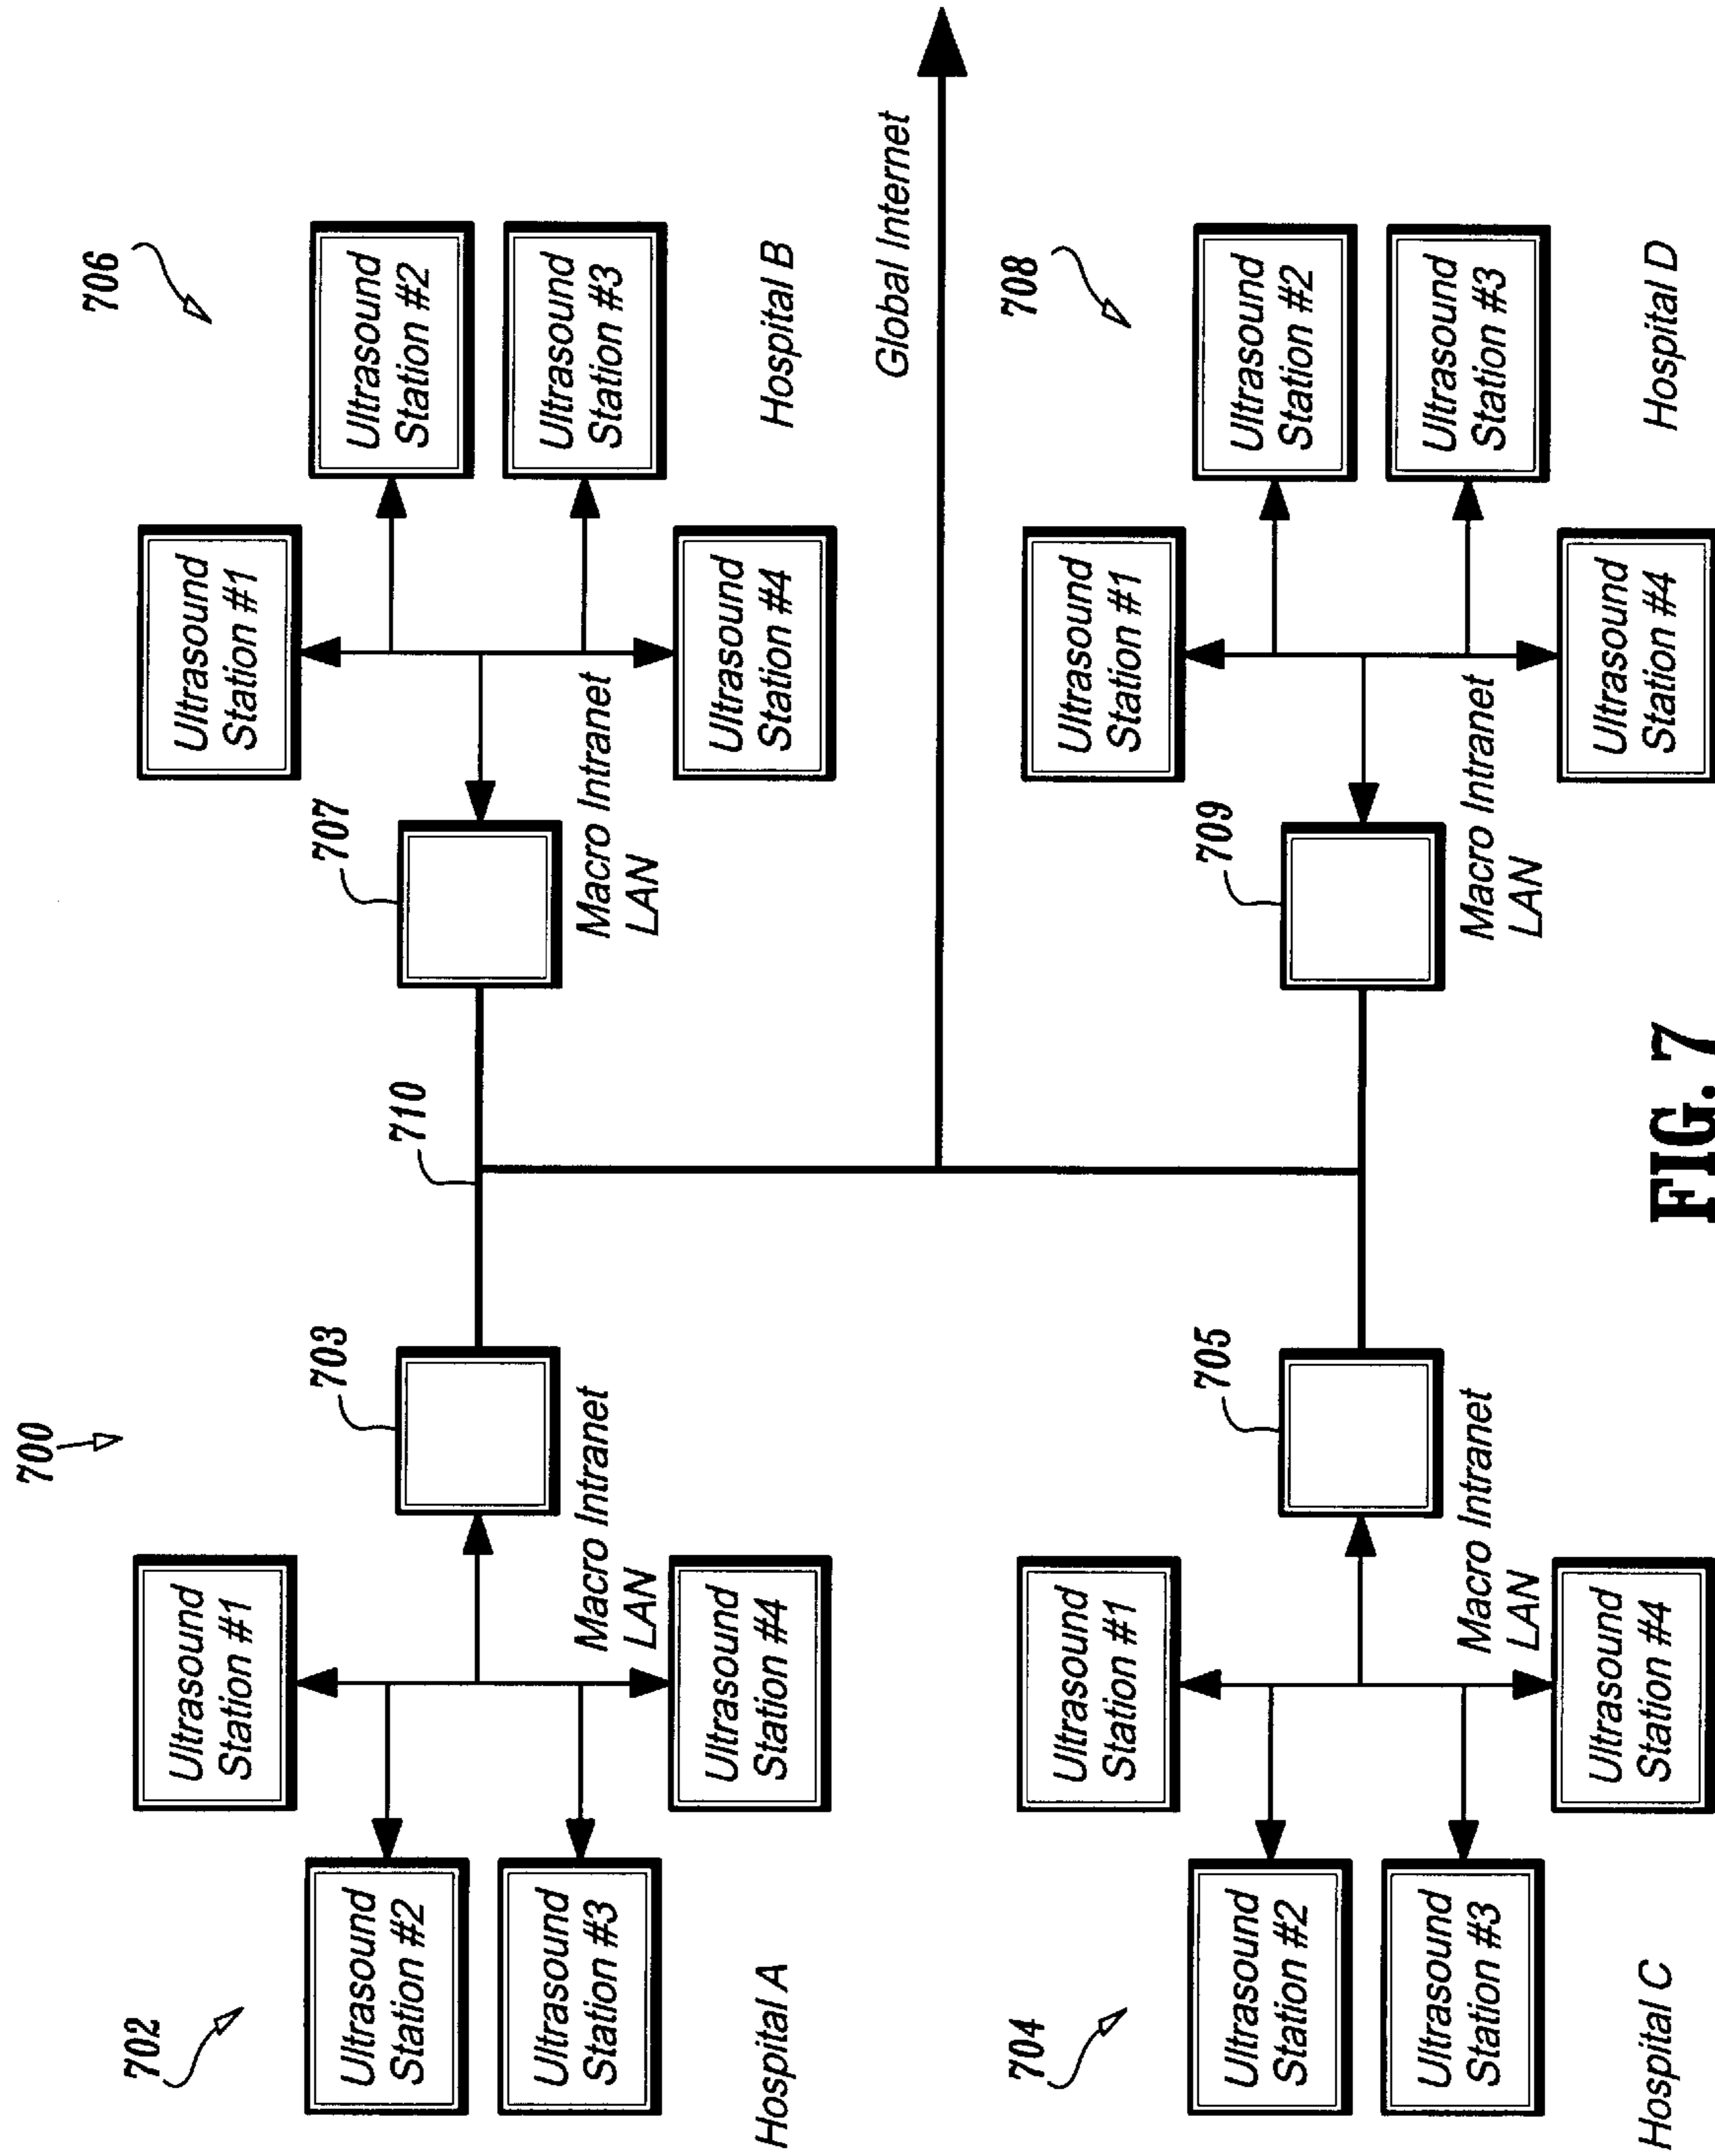 700
702
Ultrasound
Station #1
Ultrasound
Station #2
Ultrasound
Station #3
Ultrasound
Station #4
703
Macro Intranet
LAN
Hospital A
710
706
Ultrasound
Station #1
Ultrasound
Station #2
Ultrasound
Station #3
Ultrasound
Station #4
707
Macro Intranet
LAN
Hospital B
Global Internet
704
Ultrasound
Station #1
Ultrasound
Station #2
Ultrasound
Station #3
Ultrasound
Station #4
705
Macro Intranet
LAN
Hospital C
708
Ultrasound
Station #1
Ultrasound
Station #2
Ultrasound
Station #3
Ultrasound
Station #4
709
Macro Intranet
LAN
Hospital D
FIG. 7